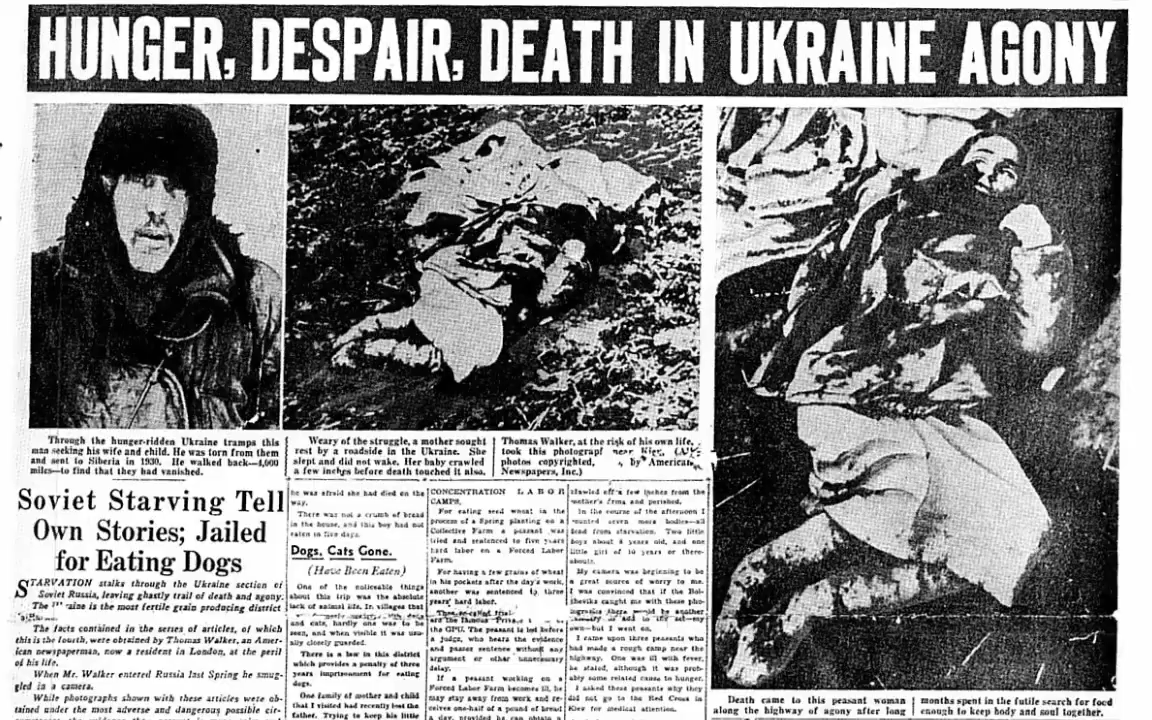 HUNGER, DESPAIR, DEATH IN UKRAINE AGONY
Through the hunger-ridden Ukraine tramps this
man seeking his wife and child. He was torn from them
and sent to Siberia in 1930. He walked back—4,000
miles—to find that they had vanished.
Weary of the struggle, a mother sought
rest by a roadside in the Ukraine. She
slept and did not wake. Her baby crawled
a few inches before death touched it also.
Thomas Walker, at the risk of his own life,
took this photograph near Kiev.
photos copyrighted, by American
Newspapers, Inc.)
Soviet Starving Tell
Own Stories; Jailed
for Eating Dogs
STARVATION stalks through the Ukraine section of
Soviet Russia, leaving ghastly trail of death and agony.
The is the most fertile grain producing district
The facts contained in the series of articles, of which
this is the fourth, were obtained by Thomas Walker, an Amer-
ican newspaperman, now a resident in London, at the peril
of his life.
When Mr. Walker entered Russia last Spring he smug-
gled in a camera.
While photographs shown with these articles were ob-
tained under the most adverse and dangerous possible cir-
he was afraid she had died on the
way.
There was not a crumb of bread
in the house, and this boy had not
eaten in five days.
Dogs, Cats Gone.
(Have Been Eaten)
One of the noticeable things
about this trip was the absolute
lack of animal life. In villages that
and cats, hardly one was to be
seen, and when visible it was usu-
ally closely guarded.
There is a law in this district
which provides a penalty of three
years imprisonment for eating
dogs.
One family of mother and child
that I visited had recently lost the
father. Trying to keep his little
CONCENTRATION LABOR
CAMPS.
For eating seed wheat in the
process of a Spring planting on a
Collective Farm a peasant was
tried and sentenced to five years
hard labor on a Forced Labor
Farm.
For having a few grains of wheat
in his pockets after the day's work,
another was sentenced to three
years' hard labor.
are the famous
the GPU. The peasant is led before
a judge, who hears the evidence
and passes sentence without any
argument or other unnecessary
delay.
If a peasant working on a
Forced Labor Farm becomes ill, he
may stay away from work and re-
ceives one-half of a pound of bread
a day, provided he can obtain a
crawled off a few inches from the
mother's arms and perished.
In the course of the afternoon I
counted seven more bodies—all
dead from starvation. Two little
boys about 8 years old, and one
little girl of 10 years or there-
abouts.
My camera was beginning to be
a great source of worry to me.
I was convinced that if the Bol-
sheviks caught me with these pho-
tographs there would be another
own—but I went on.
I came upon three peasants who
had made a rough camp near the
highway. One was ill with fever,
he stated, although it was prob-
ably some related cause to hunger.
I asked these peasants why they
did not go to the Red Cross in
Kiev for medical attention.
Death came to this peasant woman
along the highway of agony after long
months spent in the futile search for food
enough to keep body and soul together.